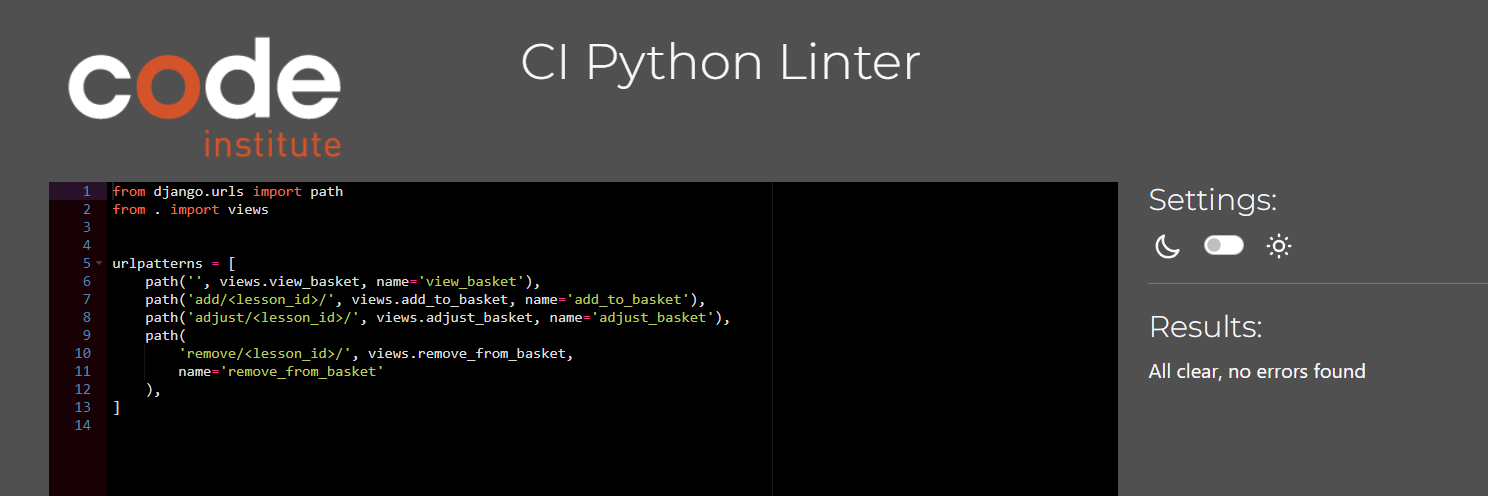 code
institute
CI Python Linter
1 from django.urls import path
2 from . import views
3
4
5 urlpatterns = [
6     path('', views.view_basket, name='view_basket'),
7     path('add/<lesson_id>/', views.add_to_basket, name='add_to_basket'),
8     path('adjust/<lesson_id>/', views.adjust_basket, name='adjust_basket'),
9     path(
10         'remove/<lesson_id>/', views.remove_from_basket,
11         name='remove_from_basket'
12     ),
13 ]
14
Settings:
Results:
All clear, no errors found